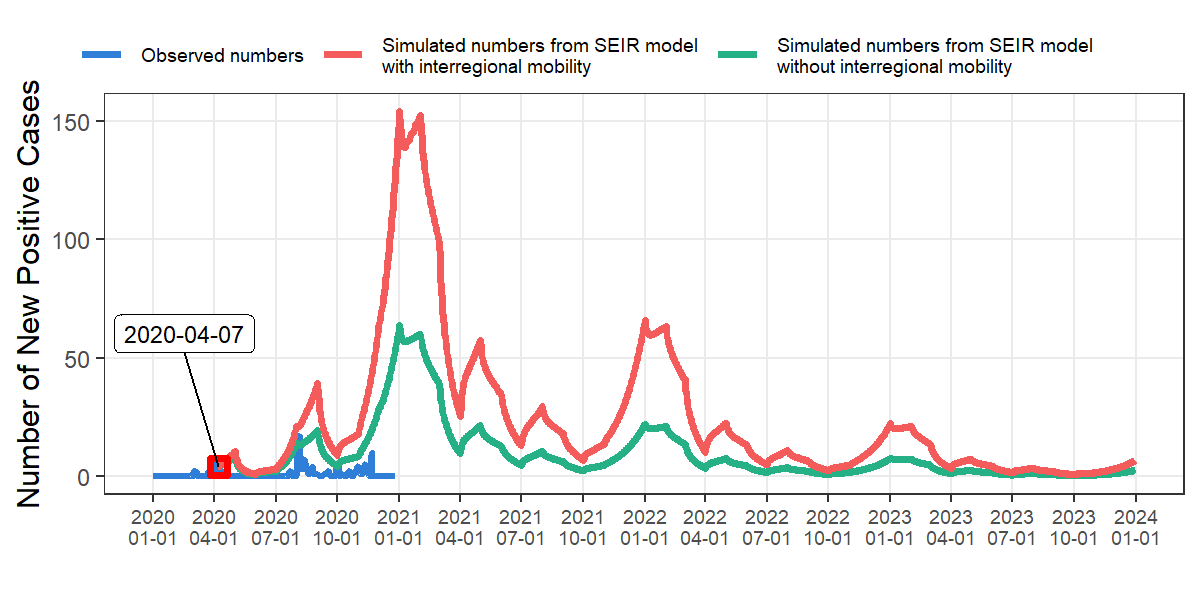 Observed numbers
Simulated numbers from SEIR model
with interregional mobility
Simulated numbers from SEIR model
without interregional mobility
Number of New Positive Cases
150
100
50
0
2020-04-07
2020 2020 2020 2020 2021 2021 2021 2021 2022 2022 2022 2022 2023 2023 2023 2023 2024
01-01 04-01 07-01 10-01 01-01 04-01 07-01 10-01 01-01 04-01 07-01 10-01 01-01 04-01 07-01 10-01 01-01